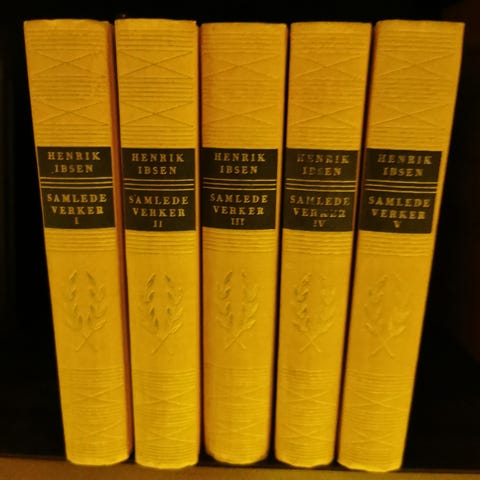 HENRIK
IBSEN
SAMLEDE
VERKER
I
HENRIK
IBSEN
SAMLEDE
VERKER
II
HENRIK
IBSEN
SAMLEDE
VERKER
III
HENRIK
IBSEN
SAMLEDE
VERKER
IV
HENRIK
IBSEN
SAMLEDE
VERKER
V